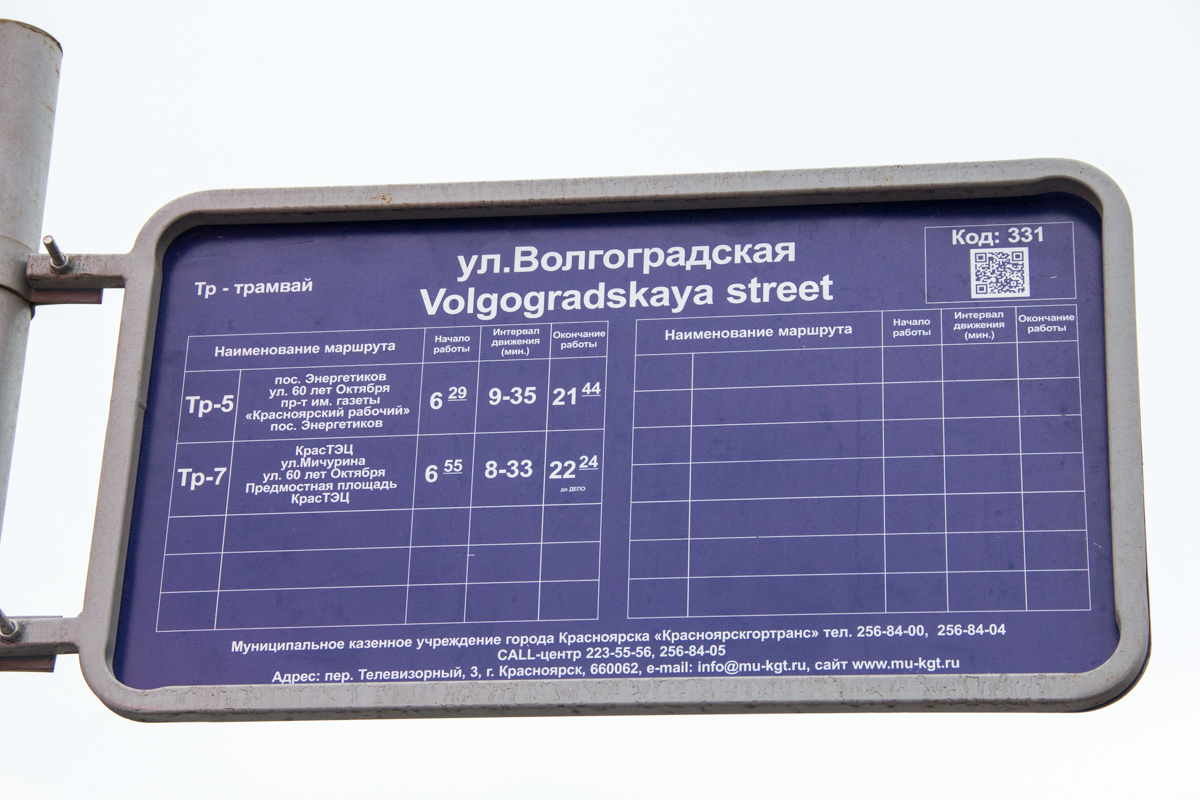 ул.Волгоградская
Volgogradskaya street
Тр - трамвай
Код: 331
Наименование маршрута
Начало работы
Интервал движения (мин.)
Окончание работы
Тр-5
пос. Энергетиков
ул. 60 лет Октября
пр-т им. газеты
«Красноярский рабочий»
пос. Энергетиков
6 29
9-35
21 44
Тр-7
КрасТЭЦ
ул.Мичурина
ул. 60 лет Октября
Предмостная площадь
КрасТЭЦ
6 55
8-33
22 24
до ДЕПО
Наименование маршрута
Начало работы
Интервал движения (мин.)
Окончание работы
Муниципальное казенное учреждение города Красноярска «Красноярскгортранс» тел. 256-84-00, 256-84-04
CALL-центр 223-55-56, 256-84-05
Адрес: пер. Телевизорный, 3, г. Красноярск, 660062, e-mail: info@mu-kgt.ru, сайт www.mu-kgt.ru